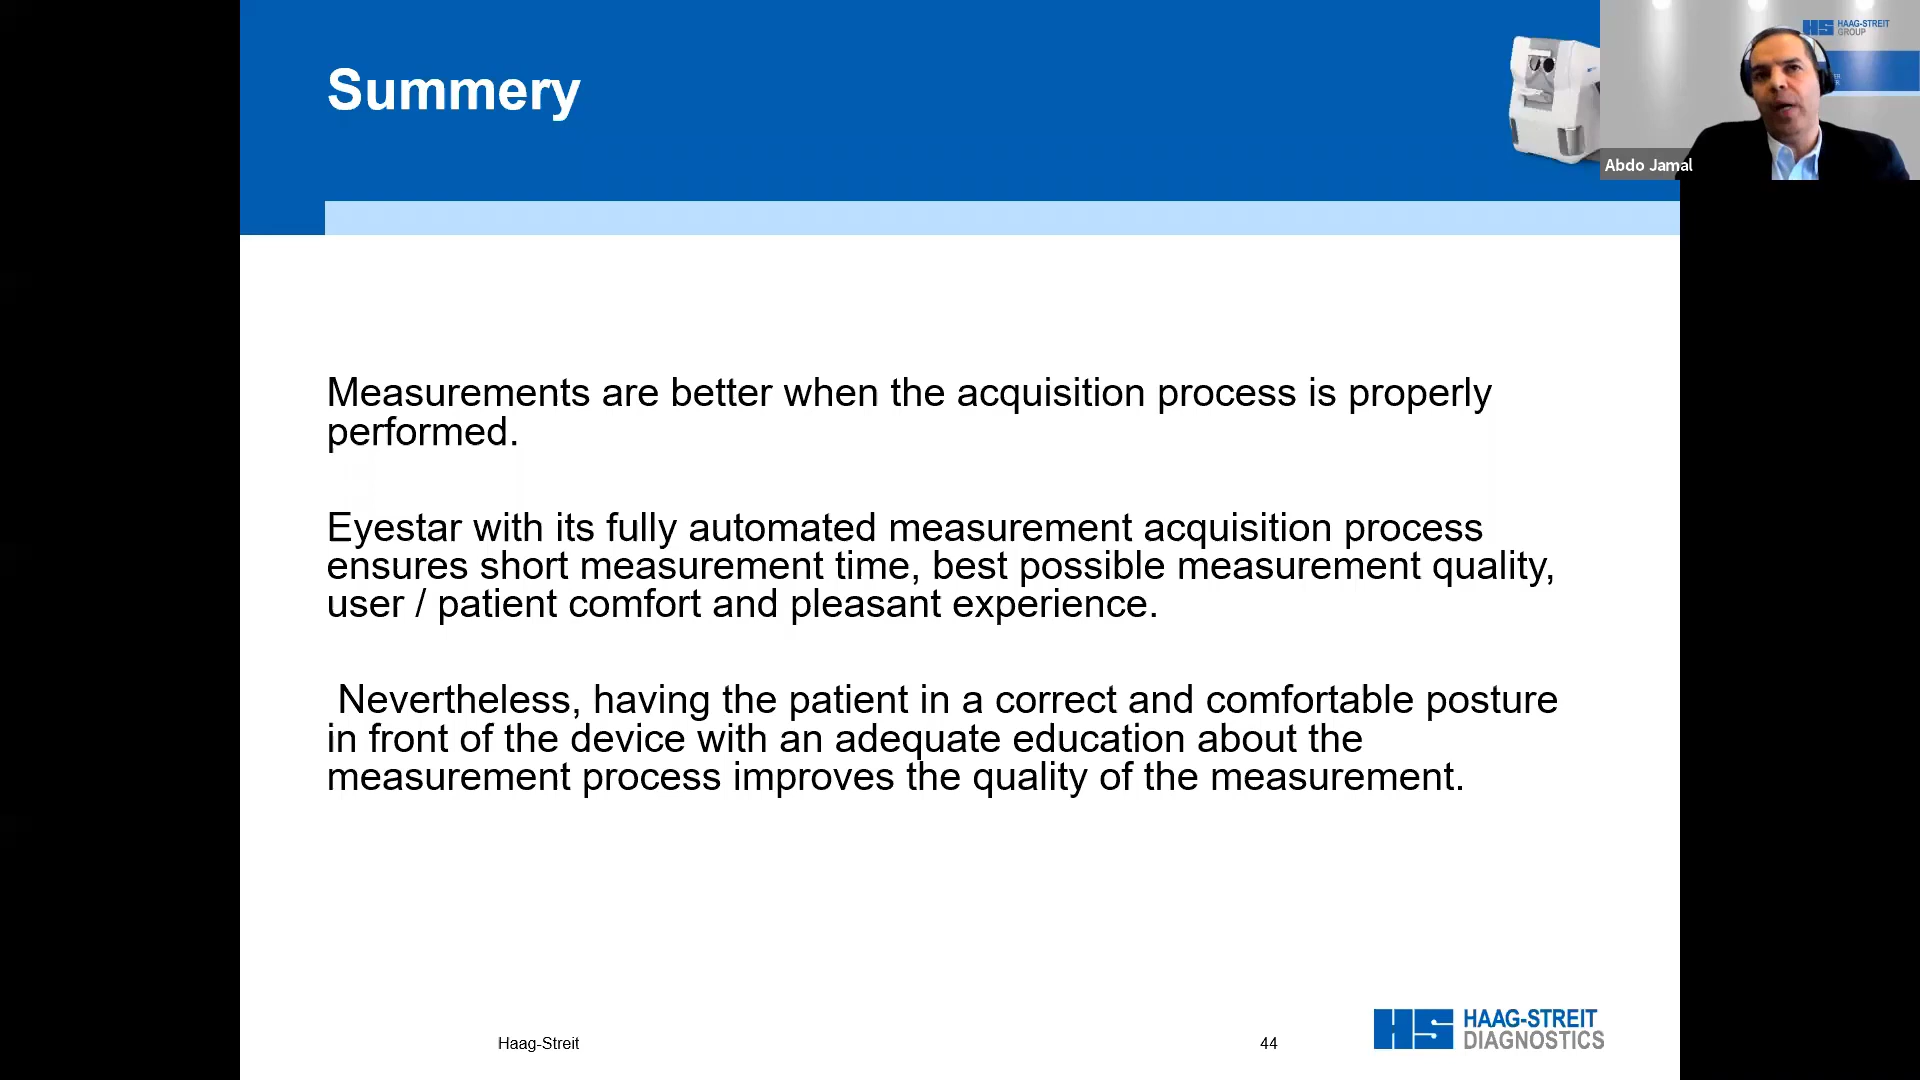 Summery
HS HAAG-STREIT
GROUP
Abdo Jamal
Measurements are better when the acquisition process is properly
performed.
Eyestar with its fully automated measurement acquisition process
ensures short measurement time, best possible measurement quality,
user / patient comfort and pleasant experience.
Nevertheless, having the patient in a correct and comfortable posture
in front of the device with an adequate education about the
measurement process improves the quality of the measurement.
Haag-Streit
44
HS HAAG-STREIT
DIAGNOSTICS